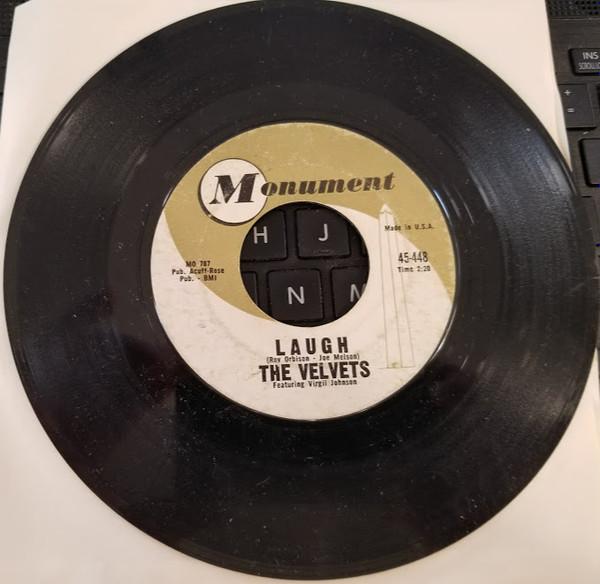 INS
Monument
Made in U.S.A.
45-448
Time 2:20
MO 787
Pub. Acuff-Rose
Pub. - BMI
H J
N
LAUGH
(Roy Orbison - Joe Melson)
THE VELVETS
Featuring Virgil Johnson